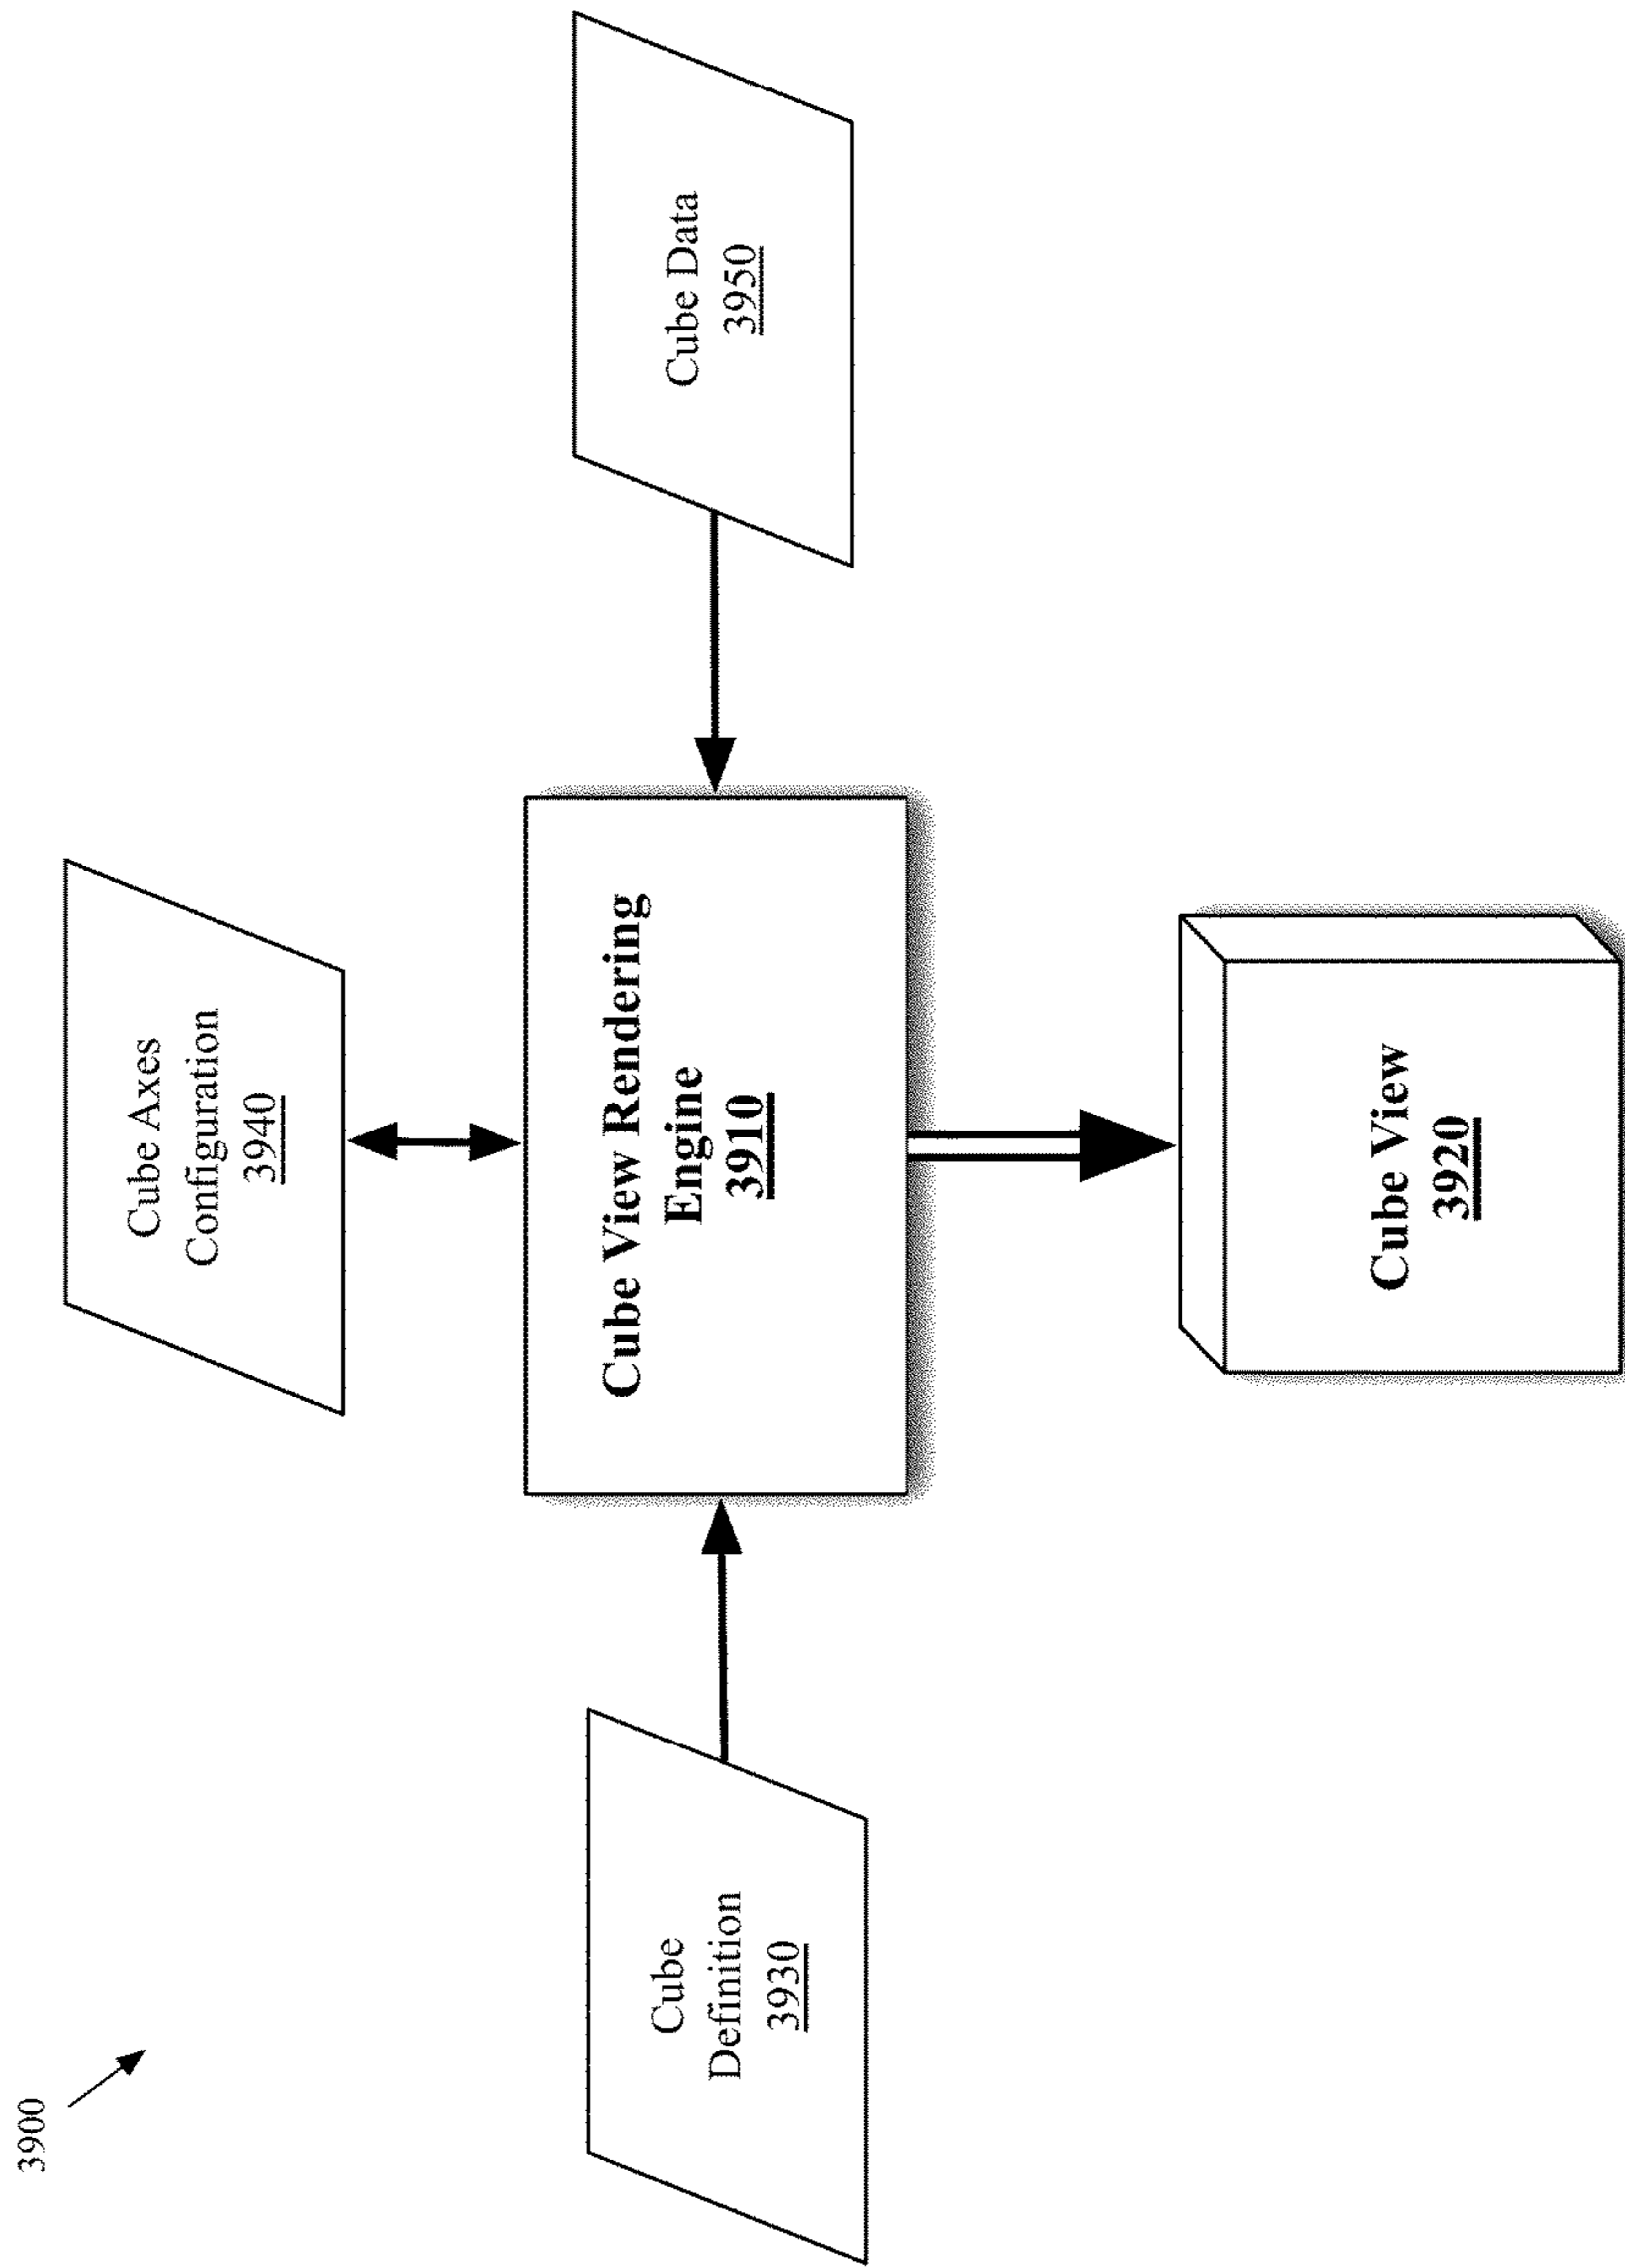 3900
Cube Axes
Configuration
3940
Cube
Definition
3930
Cube View Rendering
Engine
3910
Cube Data
3950
Cube View
3920